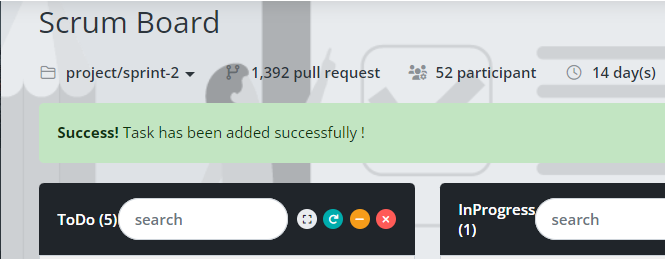 Scrum Board
project/sprint-2 1,392 pull request 52 participant 14 day(s)
Success! Task has been added successfully !
ToDo (5) search InProgress (1) search